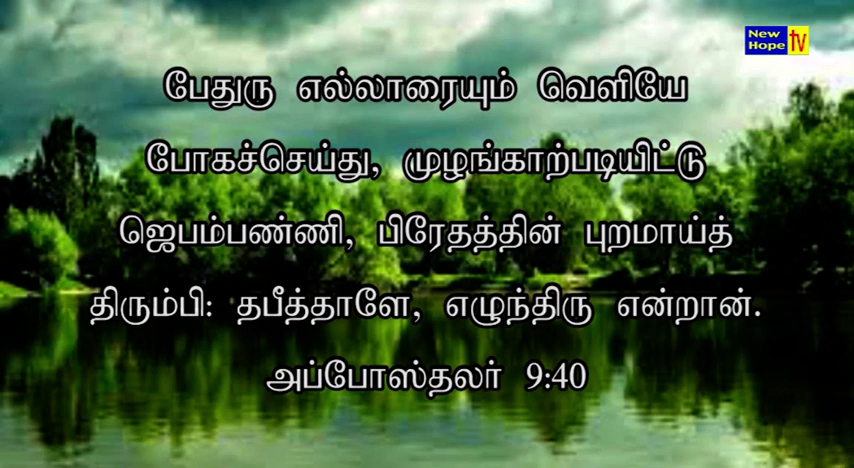 New
Hope tv
பேதுரு எல்லாரையும் வெளியே
போகச்செய்து, முழங்காற்படியிட்டு
ஜெபம்பண்ணி, பிரேதத்தின் புறமாய்த்
திரும்பி: தபீத்தாளே, எழுந்திரு என்றான்.
அப்போஸ்தலர் 9:40